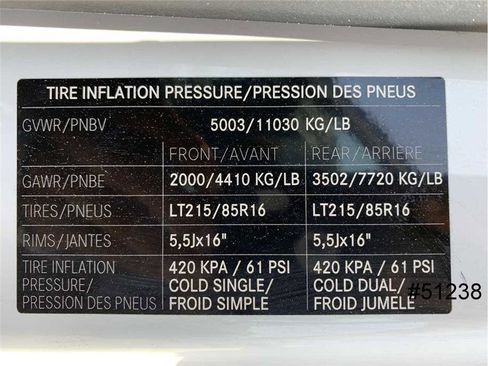 TIRE INFLATION PRESSURE/PRESSION DES PNEUS
GVWR/PNBV 5003/11030 KG/LB
FRONT/AVANT REAR/ARRIÈRE
GAWR/PNBE 2000/4410 KG/LB 3502/7720 KG/LB
TIRES/PNEUS LT215/85R16 LT215/85R16
RIMS/JANTES 5,5Jx16" 5,5Jx16"
TIRE INFLATION 420 KPA / 61 PSI 420 KPA / 61 PSI
PRESSURE / COLD SINGLE/ COLD DUAL/
PRESSION DES PNEUS FROID SIMPLE FROID JUMELÉ
#51238